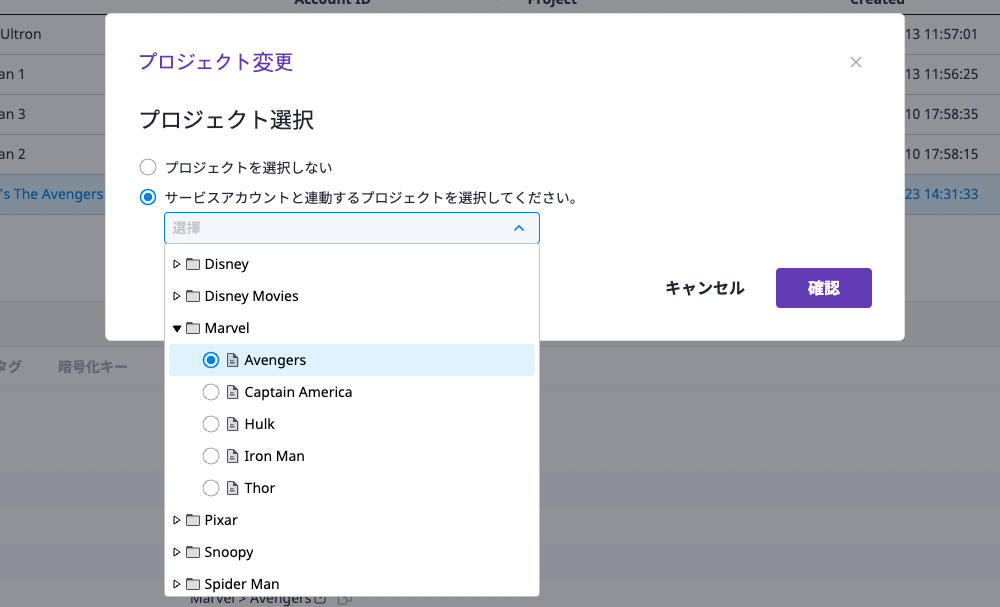 Account ID Project Created
Ultron 13 11:57:01
an 1 13 11:56:25
an 3 10 17:58:35
an 2 10 17:58:15
's The Avengers 23 14:31:33
プロジェクト変更
プロジェクト選択
プロジェクトを選択しない
サービスアカウントと連動するプロジェクトを選択してください。
選擇
Disney
Disney Movies
Marvel
Avengers
Captain America
Hulk
Iron Man
Thor
Pixar
Snoopy
Spider Man
キャンセル 確認
タグ 暗号化キー
Marvel > Avengers